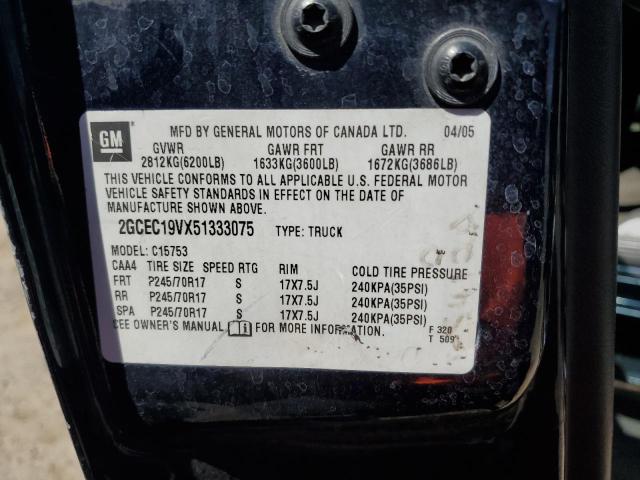 GM
MFD BY GENERAL MOTORS OF CANADA LTD. 04/05
GVWR GAWR FRT GAWR RR
2812KG(6200LB) 1633KG(3600LB) 1672KG(3686LB)
THIS VEHICLE CONFORMS TO ALL APPLICABLE U.S. FEDERAL MOTOR
VEHICLE SAFETY STANDARDS IN EFFECT ON THE DATE OF
MANUFACTURE SHOWN ABOVE.
2GCEC19VX51333075 TYPE: TRUCK
MODEL: C15753
CAA4 TIRE SIZE SPEED RTG RIM COLD TIRE PRESSURE
FRT P245/70R17 S 17X7.5J 240KPA(35PSI)
RR P245/70R17 S 17X7.5J 240KPA(35PSI)
SPA P245/70R17 S 17X7.5J 240KPA(35PSI)
SEE OWNER'S MANUAL FOR MORE INFORMATION. F 320
T 509